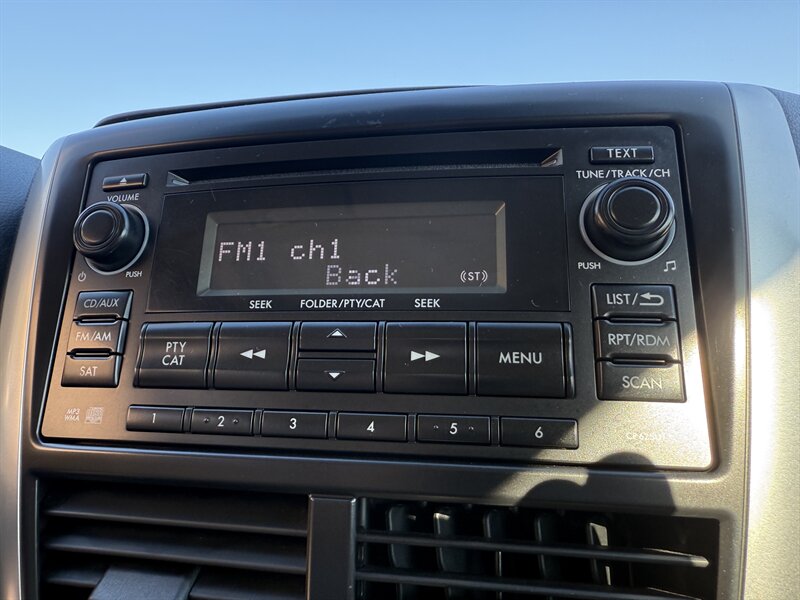 TEXT
TUNE/TRACK/CH
VOLUME
PUSH
FM1 ch1
Back
(ST)
PUSH
SEEK FOLDER/PTY/CAT SEEK
CD/AUX
FM/AM
SAT
PTY
CAT
MENU
LIST/
RPT/RDM
SCAN
MP3
WMA
1 2 3 4 5 6